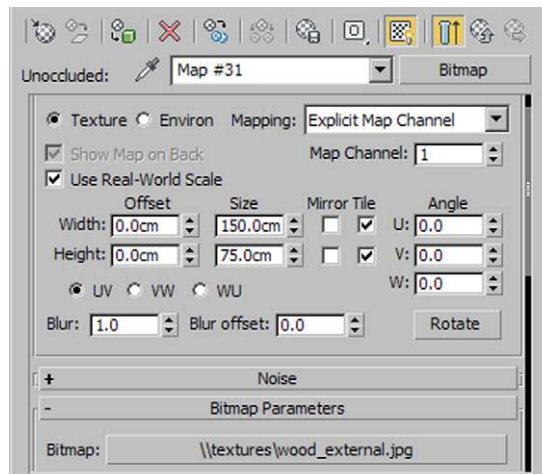 Unoccluded: Map #31 Bitmap
Texture Environ Mapping: Explicit Map Channel
Show Map on Back Map Channel: 1
Use Real-World Scale
Offset Size Mirror Tile Angle
Width: 0.0cm 150.0cm U: 0.0
Height: 0.0cm 75.0cm V: 0.0
UV VW WU W: 0.0
Blur: 1.0 Blur offset: 0.0 Rotate
+ Noise
- Bitmap Parameters
Bitmap: \\textures\wood_external.jpg